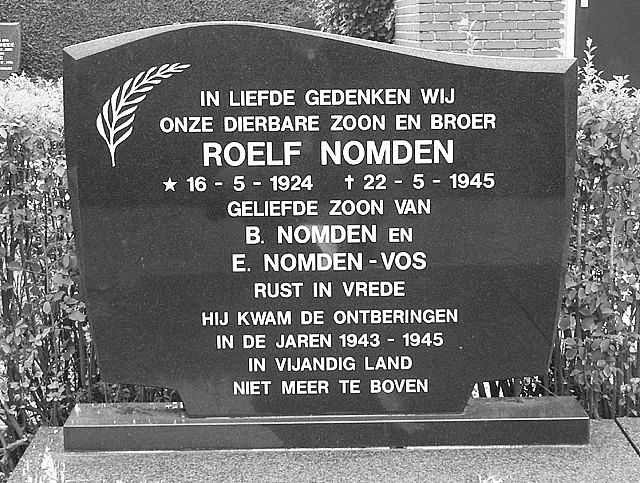 IN LIEFDE GEDENKEN WIJ
ONZE DIERBARE ZOON EN BROER
ROELF NOMDEN
★ 16 - 5 - 1924 † 22 - 5 - 1945
GELIEFDE ZOON VAN
B. NOMDEN EN
E. NOMDEN - VOS
RUST IN VREDE
HIJ KWAM DE ONTBERINGEN
IN DE JAREN 1943 - 1945
IN VIJANDIG LAND
NIET MEER TE BOVEN